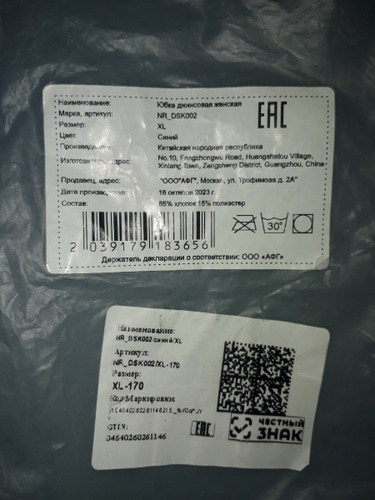 Наименование: Юбка джинсовая женская
Марка, артикул: NR_DSK002
Размер: XL
Цвет: Синий
Произведено: Китайская народная республика
Изготовитель, адрес: No.10, Fengzhongwu Road, Huangshatou Village,
Xintang Town, Zengcheng District, Guangzhou, China
Продавец, адрес: "ООО"АФГ", Москва, ул. Трофимова д. 2А"
Дата производства: 16 октября 2023 г.
Состав: 85% хлопок 15% полиэстер
EAC
30°
2 039179 183656
Держатель декларации о соответствии: ООО «АФГ»
Наименование:
NR_DSK002/синий/XL
Артикул:
NR_DSK002/XL-170
Размер:
XL-170
Код Маркировки:
GTIN:
04640260261146
EAC
ЧЕСТНЫЙ
ЗНАК